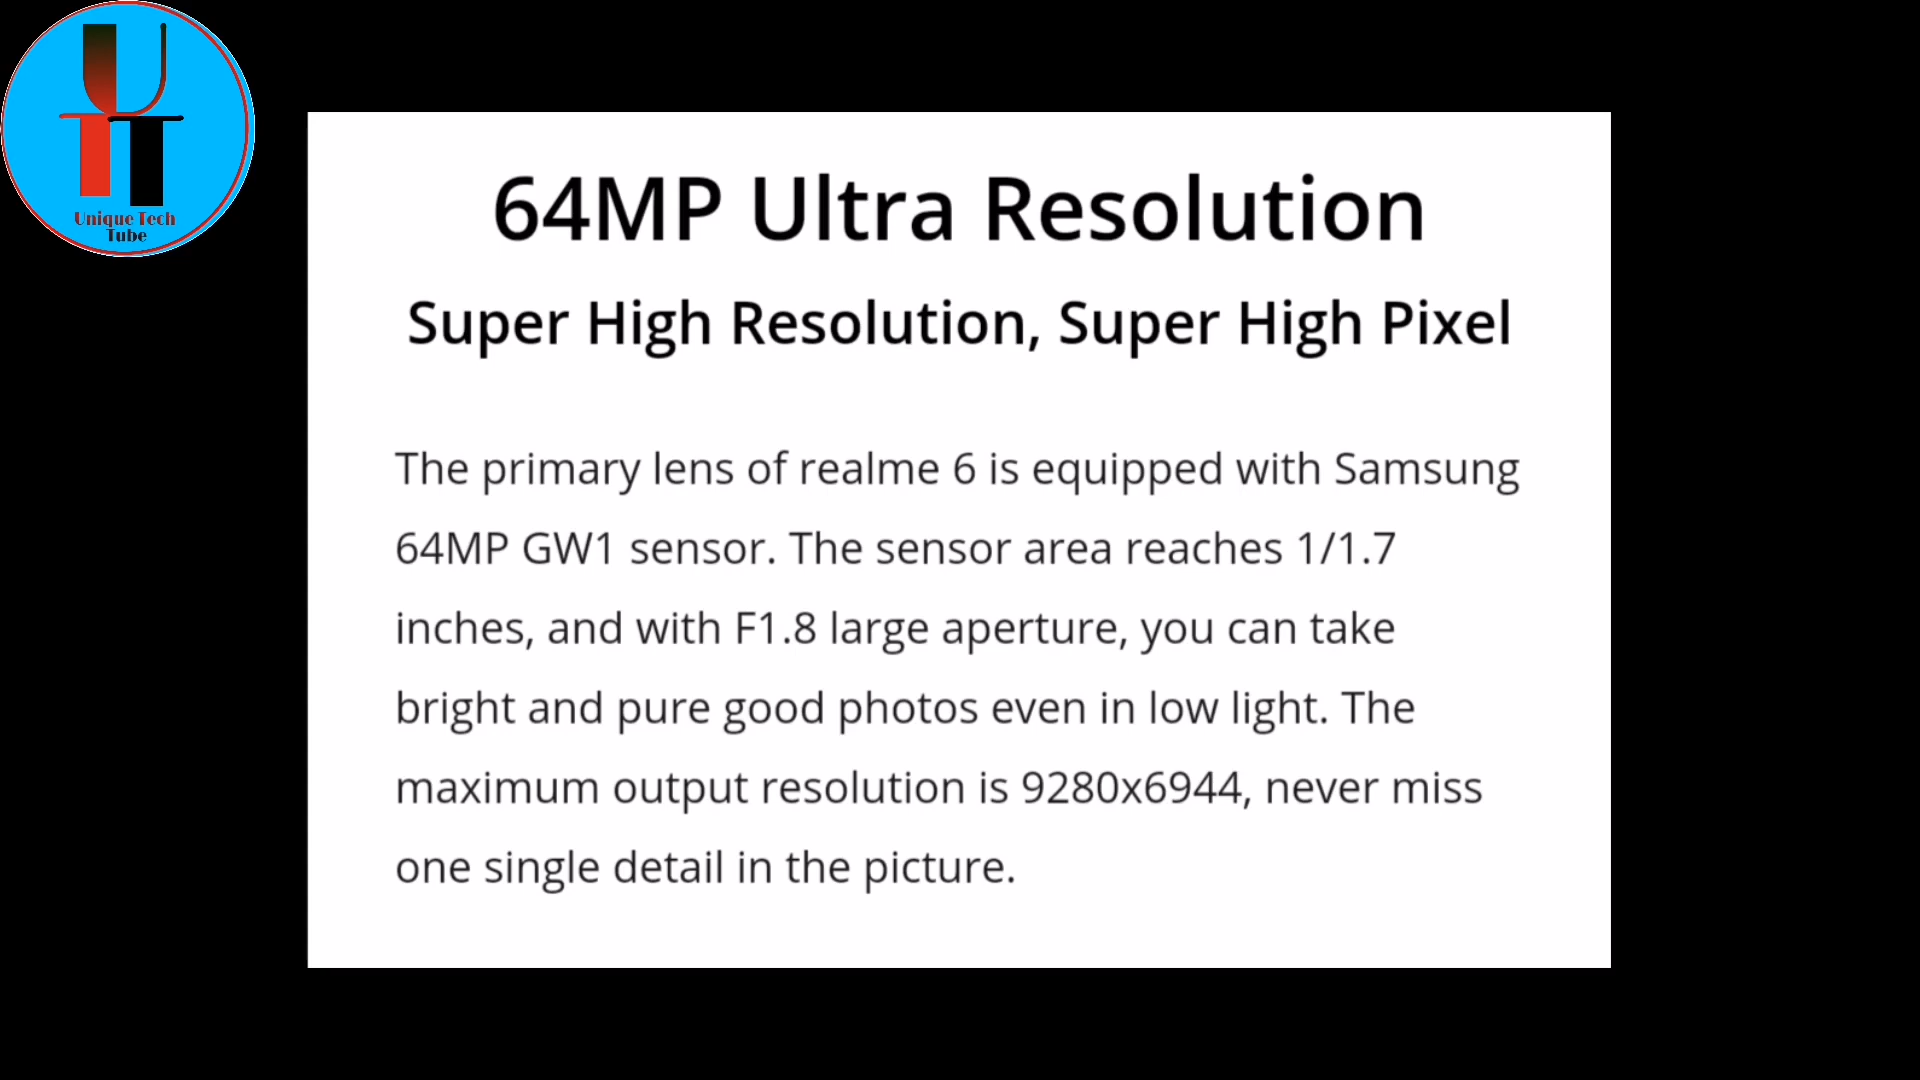 Unique Tech
Tube
64MP Ultra Resolution
Super High Resolution, Super High Pixel
The primary lens of realme 6 is equipped with Samsung
64MP GW1 sensor. The sensor area reaches 1/1.7
inches, and with F1.8 large aperture, you can take
bright and pure good photos even in low light. The
maximum output resolution is 9280x6944, never miss
one single detail in the picture.